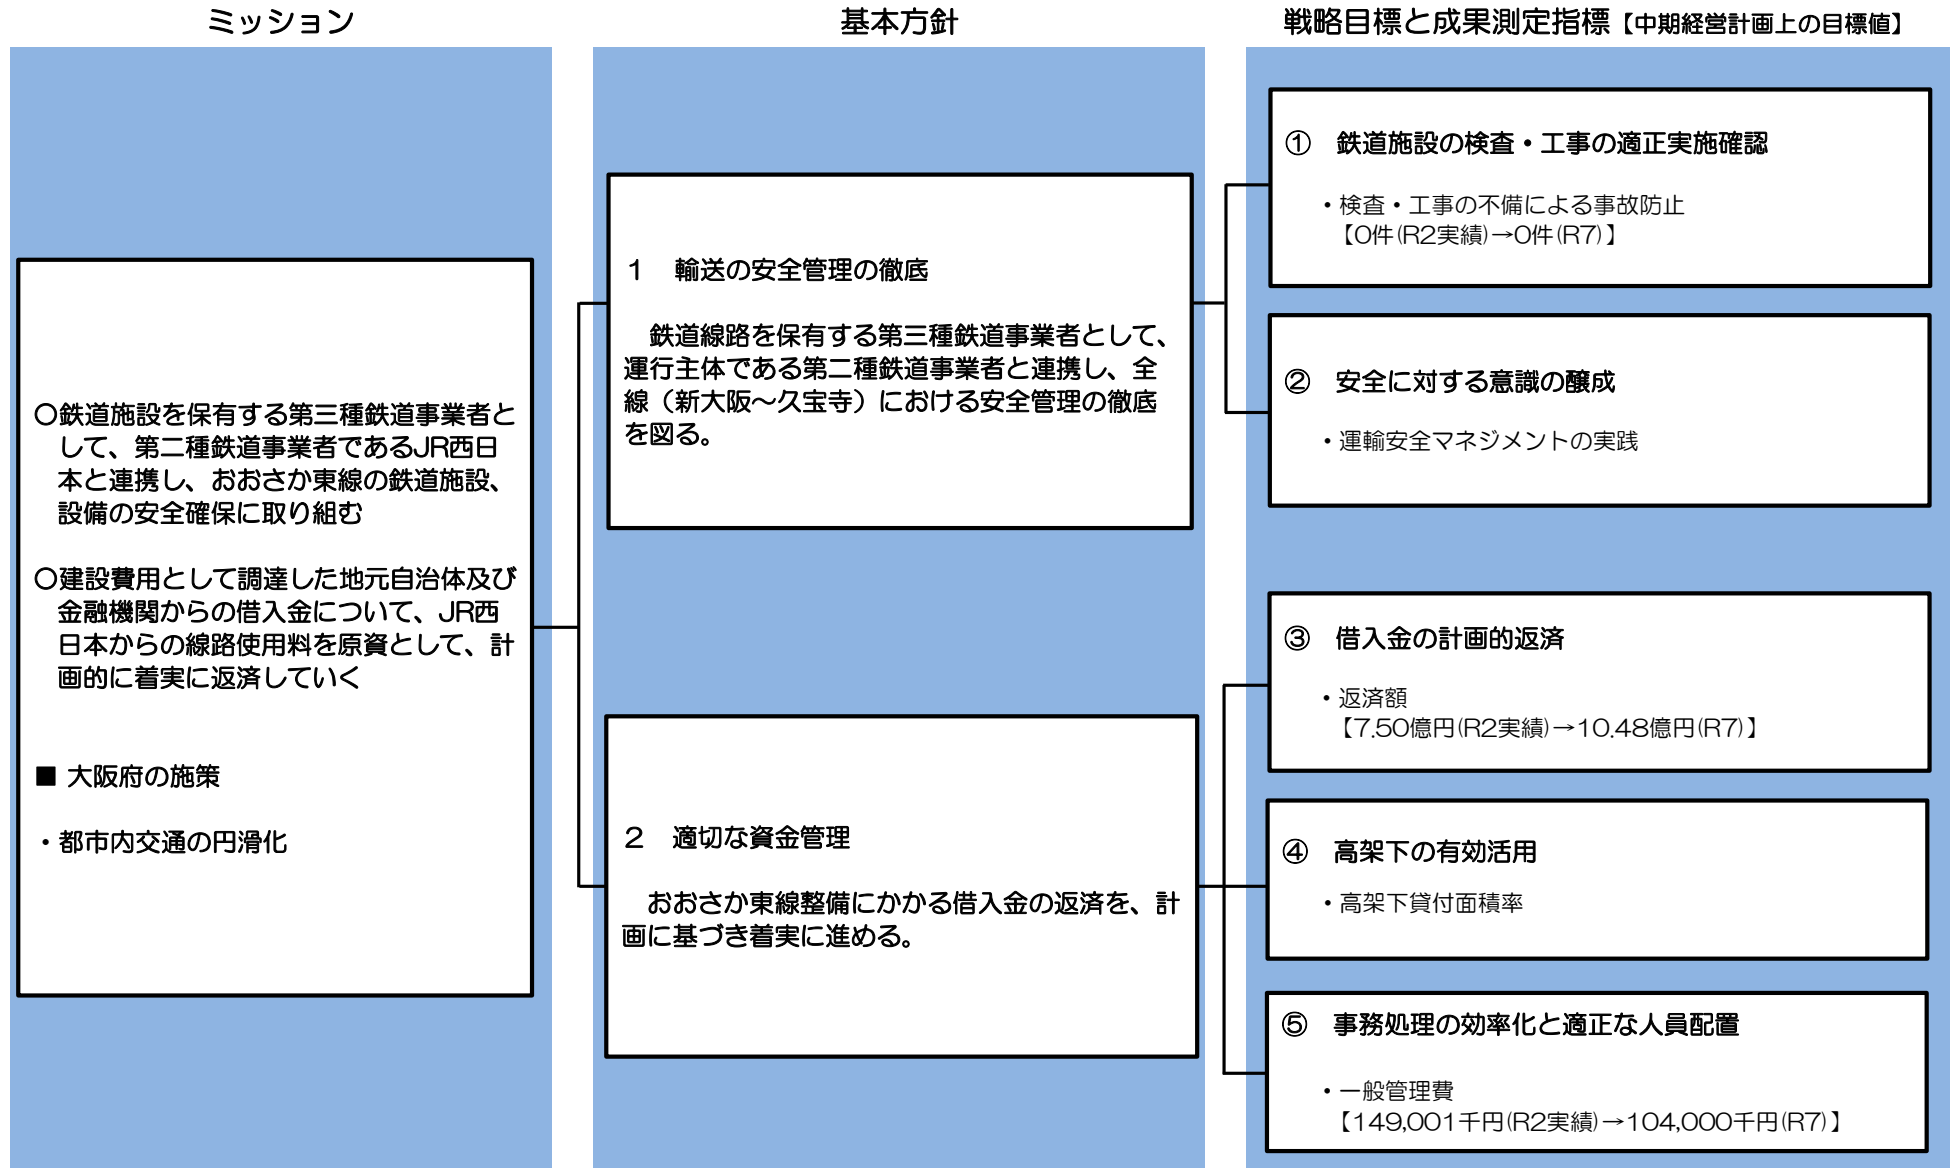 ミッション
〇鉄道施設を保有する第三種鉄道事業者と
して、第二種鉄道事業者であるJR西日
本と連携し、おおさか東線の鉄道施設、
設備の安全確保に取り組む
〇建設費用として調達した地元自治体及び
金融機関からの借入金について、JR西
日本からの線路使用料を原資として、計
画的に着実に返済していく
■ 大阪府の施策
・都市内交通の円滑化
基本方針
１　輸送の安全管理の徹底
鉄道線路を保有する第三種鉄道事業者として、
運行主体である第二種鉄道事業者と連携し、全
線（新大阪～久宝寺）における安全管理の徹底
を図る。
２　適切な資金管理
おおさか東線整備にかかる借入金の返済を、計
画に基づき着実に進める。
戦略目標と成果測定指標【中期経営計画上の目標値】
①　鉄道施設の検査・工事の適正実施確認
・検査・工事の不備による事故防止
【0件(R2実績)→0件(R7)】
②　安全に対する意識の醸成
・運輸安全マネジメントの実践
③　借入金の計画的返済
・返済額
【7.50億円(R2実績)→10.48億円(R7)】
④　高架下の有効活用
・高架下貸付面積率
⑤　事務処理の効率化と適正な人員配置
・一般管理費
【149,001千円(R2実績)→104,000千円(R7)】